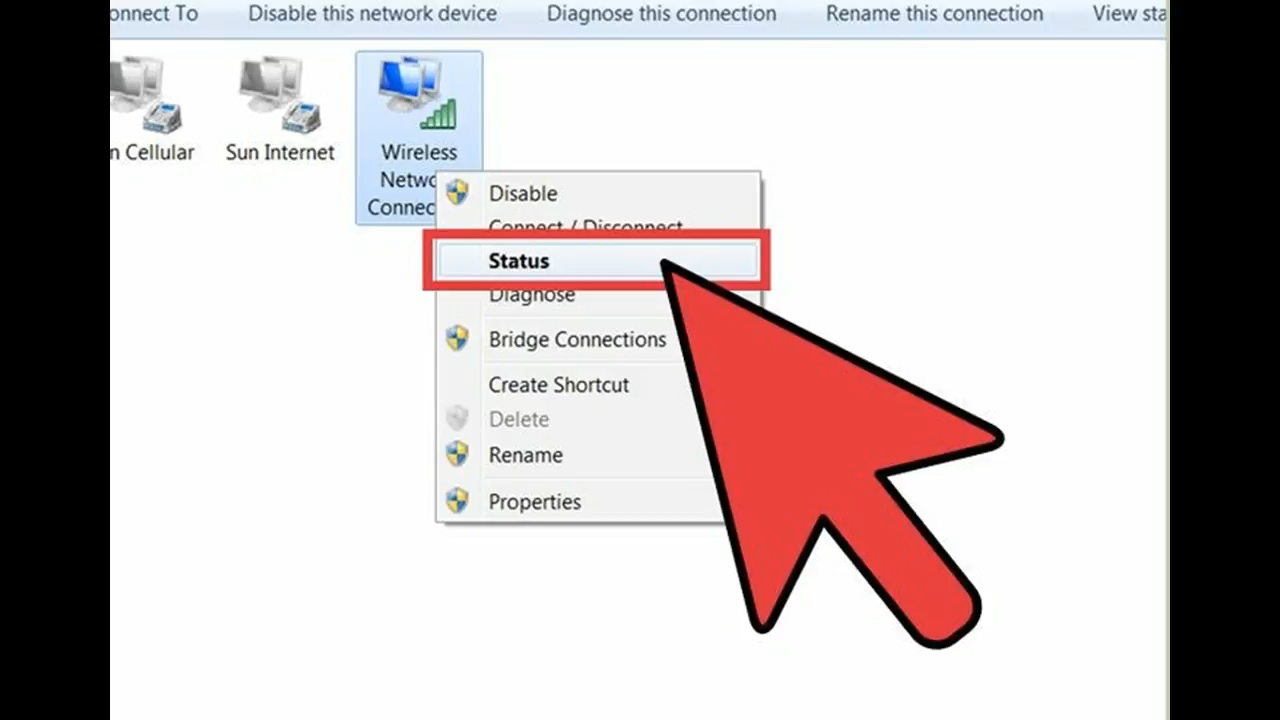 onnect To Disable this network device Diagnose this connection Rename this connection View sta
n Cellular Sun Internet Wireless
Netwo
Connec
Disable
Connect / Disconnect
Status
Diagnose
Bridge Connections
Create Shortcut
Delete
Rename
Properties